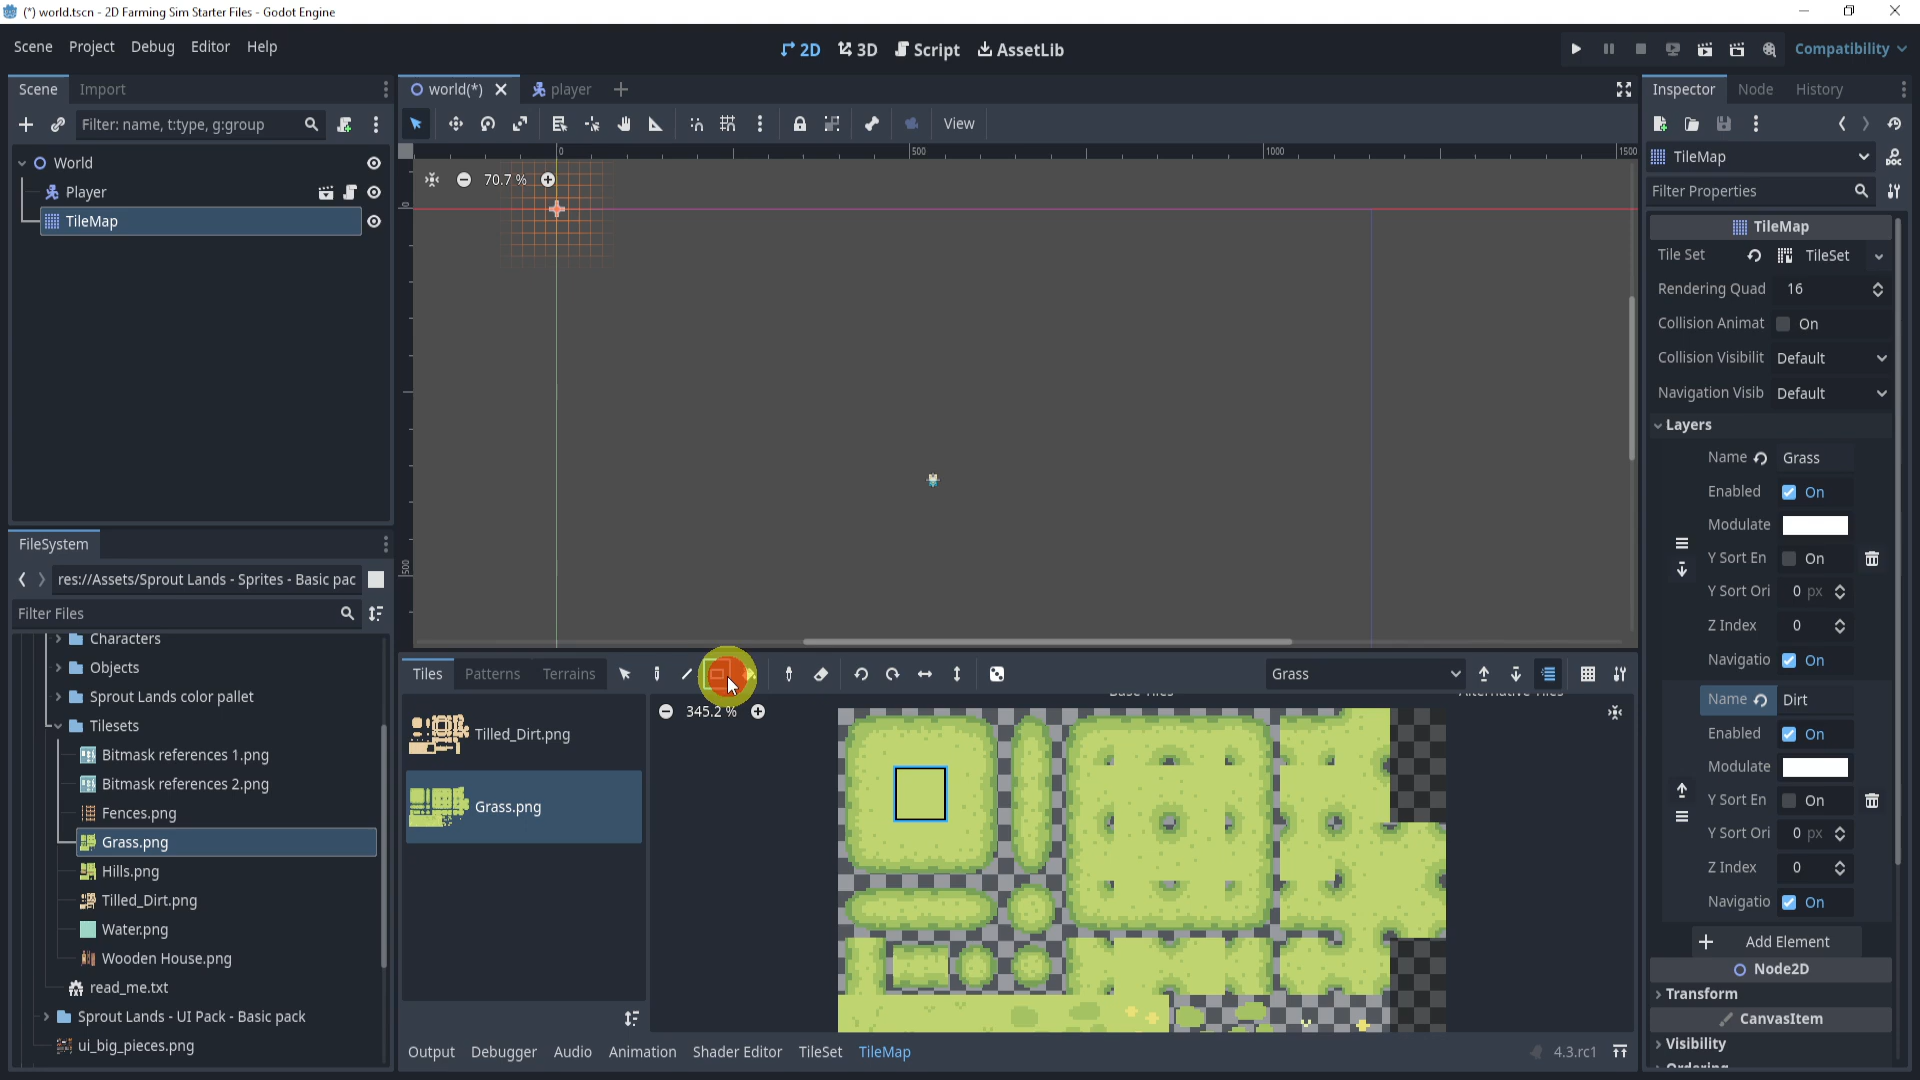 (*) world.tscn - 2D Farming Sim Starter Files - Godot Engine
Scene Project Debug Editor Help
2D 3D Script AssetLib
Compatibility
Scene Import
world(*) player
Inspector Node History
Filter: name, t:type, g:group
View
World
Player
TileMap
0 500 1000 1500
70.7 %
0
500
TileMap
Filter Properties
TileMap
Tile Set TileSet
Rendering Quad 16
Collision Animat On
Collision Visibilit Default
Navigation Visib Default
Layers
Name Grass
Enabled On
Modulate
Y Sort En On
Y Sort Ori 0 px
Z Index 0
Navigatio On
Name Dirt
Enabled On
Modulate
Y Sort En On
Y Sort Ori 0 px
Z Index 0
Navigatio On
Add Element
Node2D
Transform
CanvasItem
Visibility
Ordering
FileSystem
res://Assets/Sprout Lands - Sprites - Basic pac
Filter Files
Characters
Objects
Sprout Lands color pallet
Tilesets
Bitmask references 1.png
Bitmask references 2.png
Fences.png
Grass.png
Hills.png
Tilled_Dirt.png
Water.png
Wooden House.png
read_me.txt
Sprout Lands - UI Pack - Basic pack
ui_big_pieces.png
Tiles Patterns Terrains
Grass
Base Tiles Alternative Tiles
345.2 %
Tilled_Dirt.png
Grass.png
Output Debugger Audio Animation Shader Editor TileSet TileMap
4.3.rc1